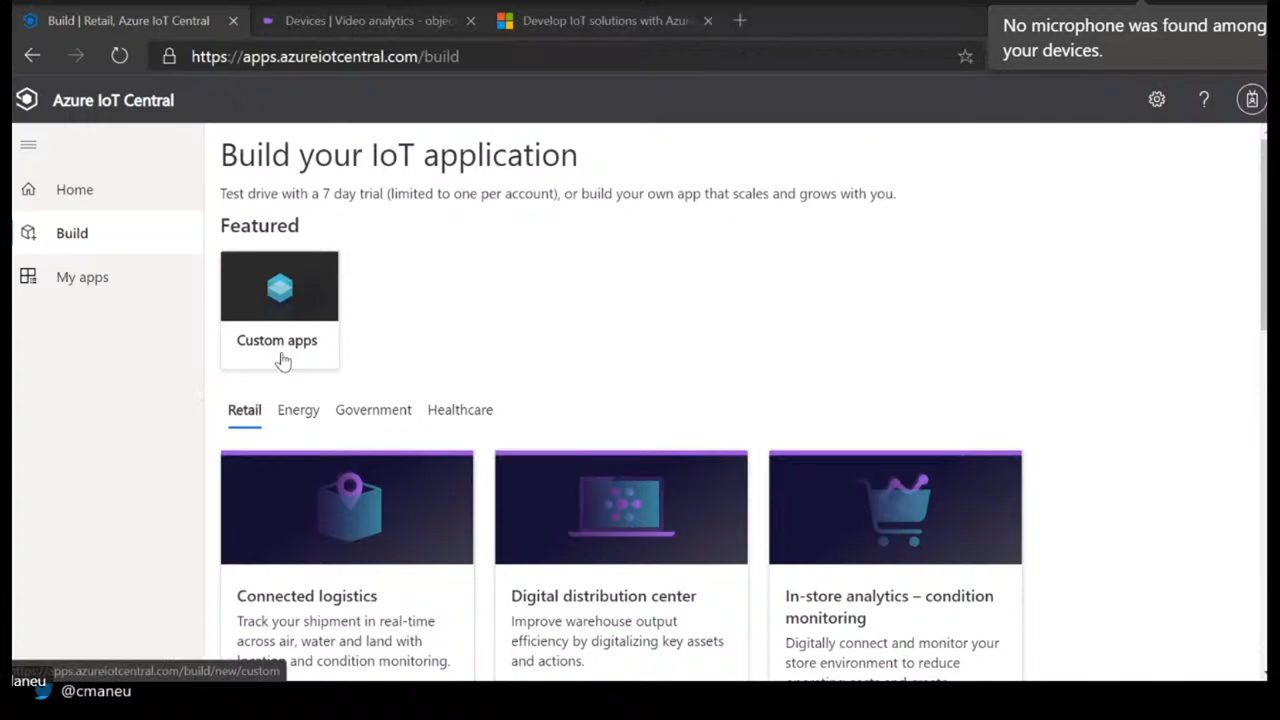 Build | Retail, Azure IoT Central
Devices | Video analytics - objec
Develop IoT solutions with Azur
No microphone was found among
your devices.
https://apps.azureiotcentral.com/build
Azure IoT Central
Home
Build
My apps
Build your IoT application
Test drive with a 7 day trial (limited to one per account), or build your own app that scales and grows with you.
Featured
Custom apps
Retail Energy Government Healthcare
Connected logistics
Track your shipment in real-time
across air, water and land with
location and condition monitoring.
Digital distribution center
Improve warehouse output
efficiency by digitalizing key assets
and actions.
In-store analytics – condition
monitoring
Digitally connect and monitor your
store environment to reduce
operating costs and create
https://apps.azureiotcentral.com/build/new/custom
laneu
@cmaneu